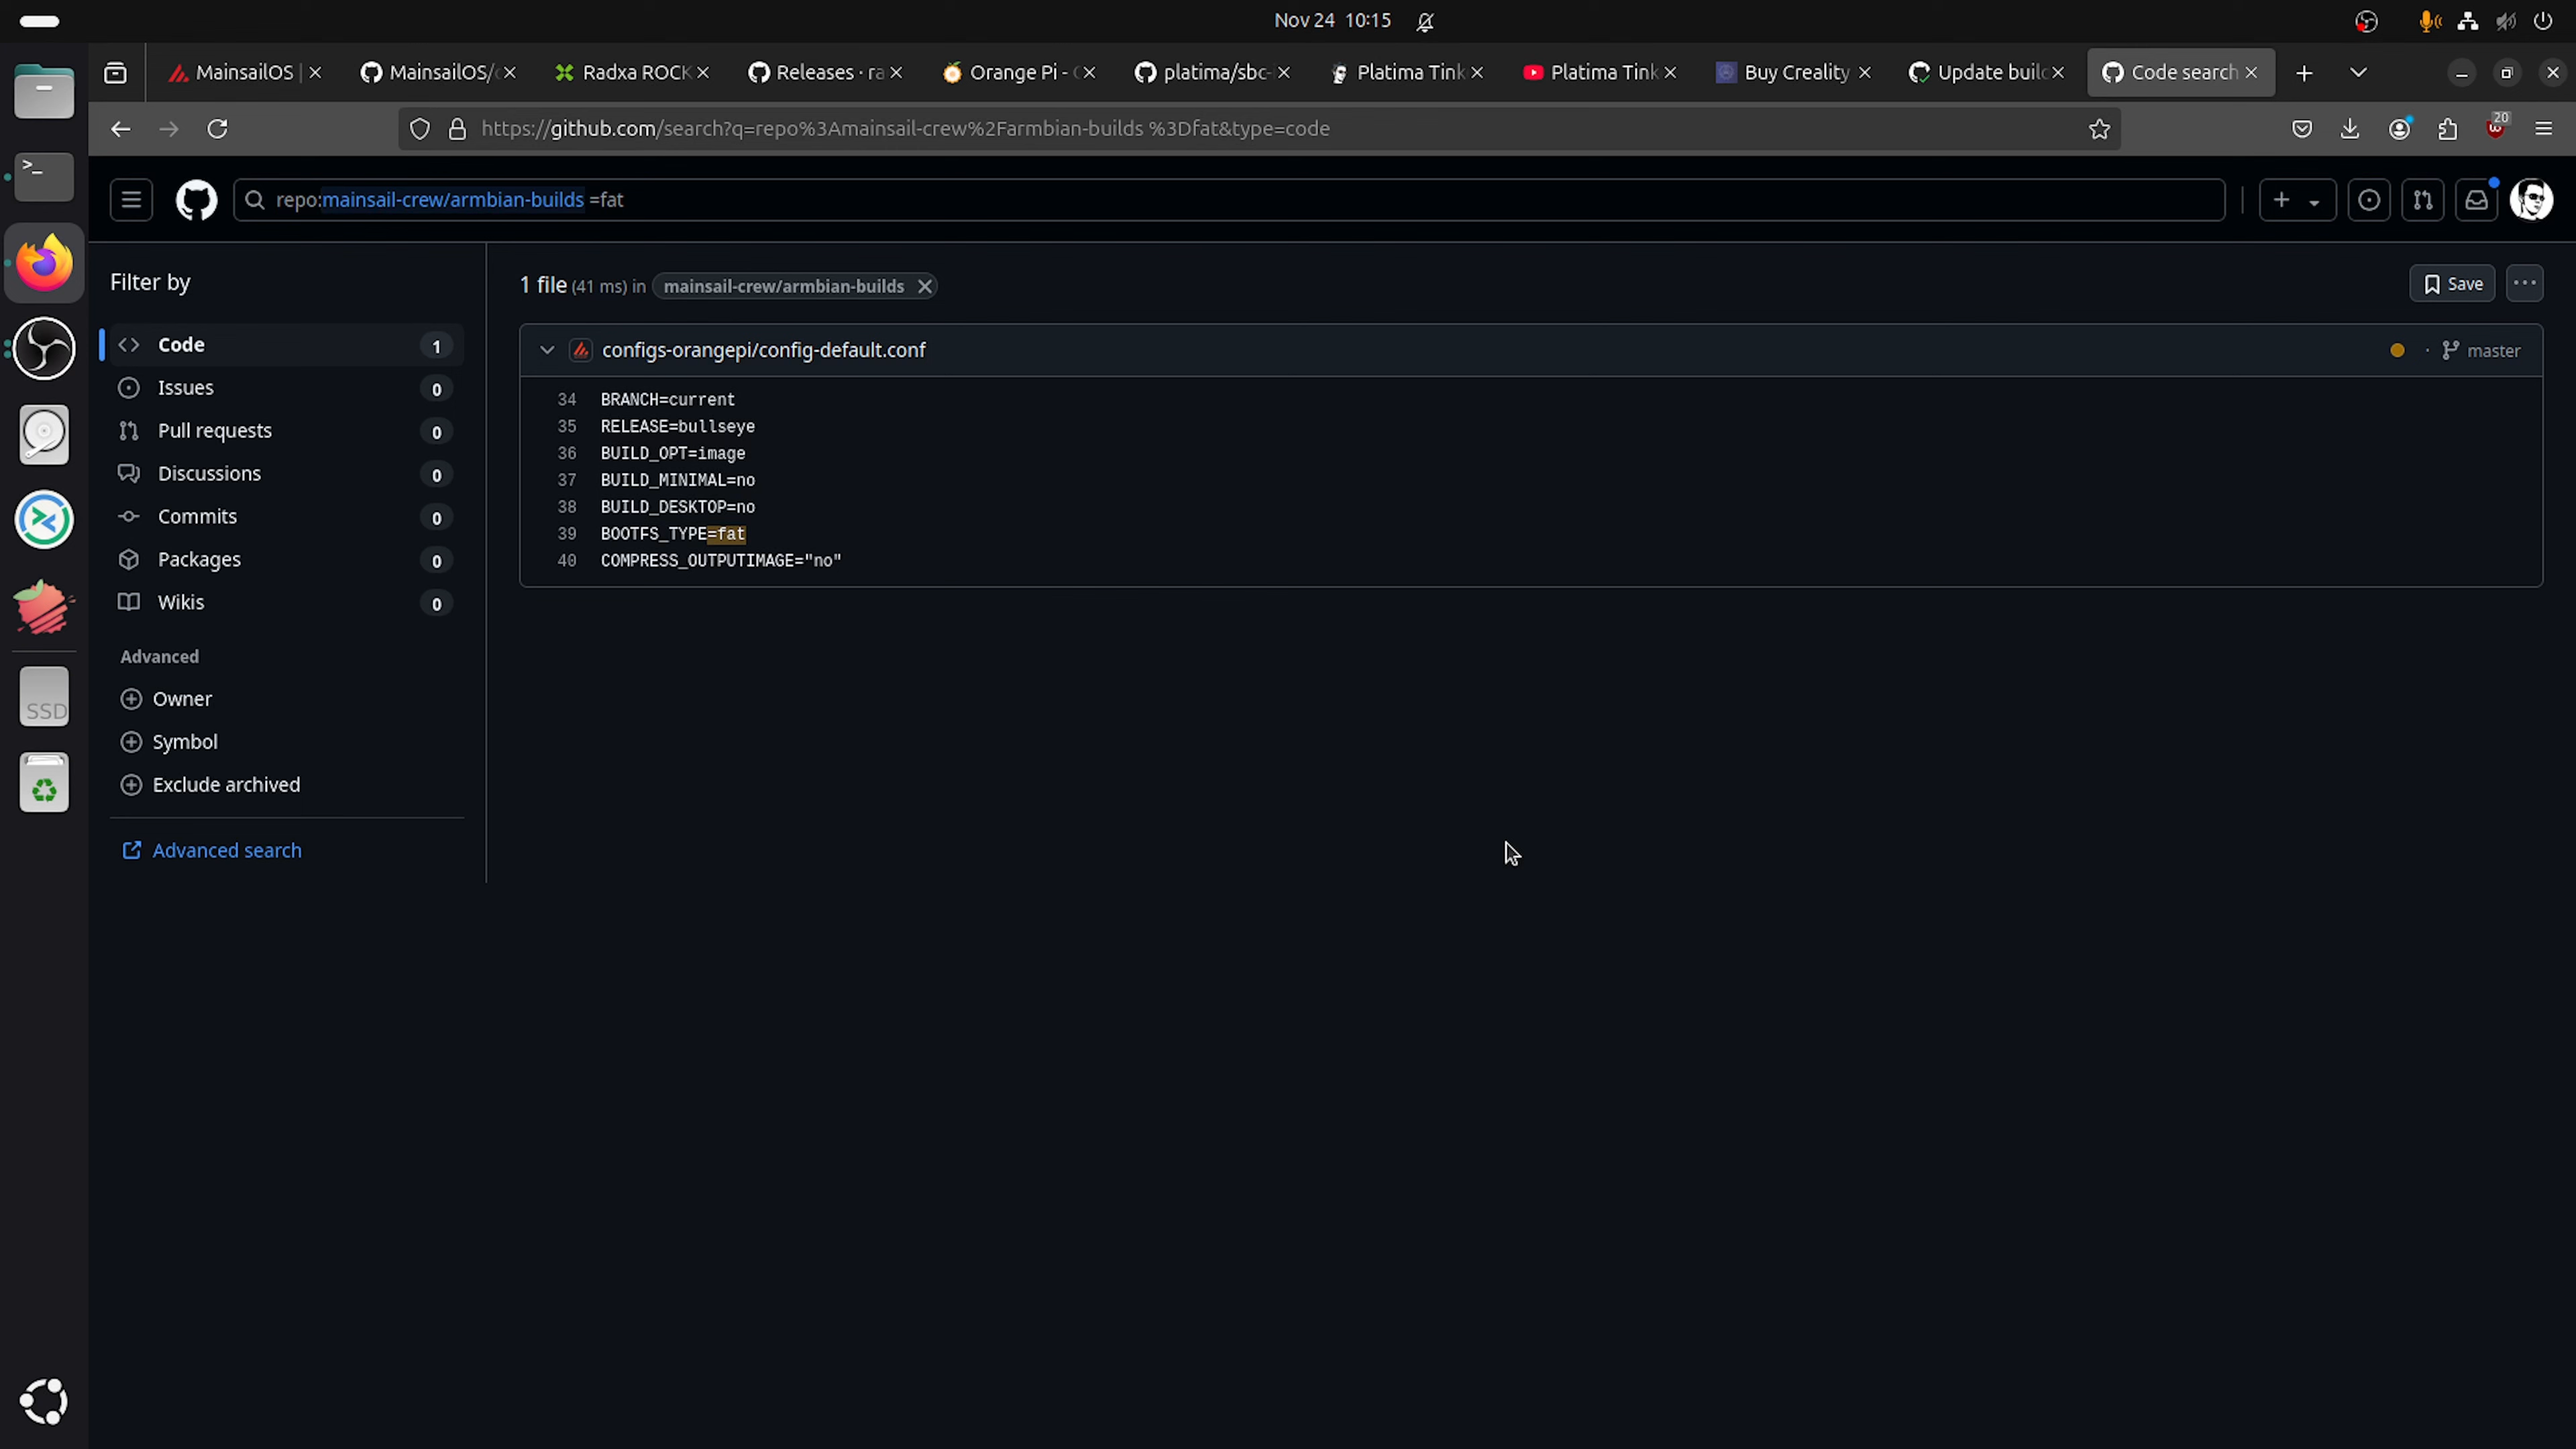 Nov 24 10:15
MainsailOS |
MainsailOS/c
Radxa ROCK
Releases · ra
Orange Pi - O
platima/sbc-
Platima Tink
Platima Tink
Buy Creality
Update build
Code search
https://github.com/search?q=repo%3Amainsail-crew%2Farmbian-builds %3Dfat&type=code
20
repo:mainsail-crew/armbian-builds =fat
Filter by
Code 1
Issues 0
Pull requests 0
Discussions 0
Commits 0
Packages 0
Wikis 0
Advanced
Owner
Symbol
Exclude archived
Advanced search
1 file (41 ms) in mainsail-crew/armbian-builds
Save
configs-orangepi/config-default.conf
master
34 BRANCH=current
35 RELEASE=bullseye
36 BUILD_OPT=image
37 BUILD_MINIMAL=no
38 BUILD_DESKTOP=no
39 BOOTFS_TYPE=fat
40 COMPRESS_OUTPUTIMAGE="no"
SSD